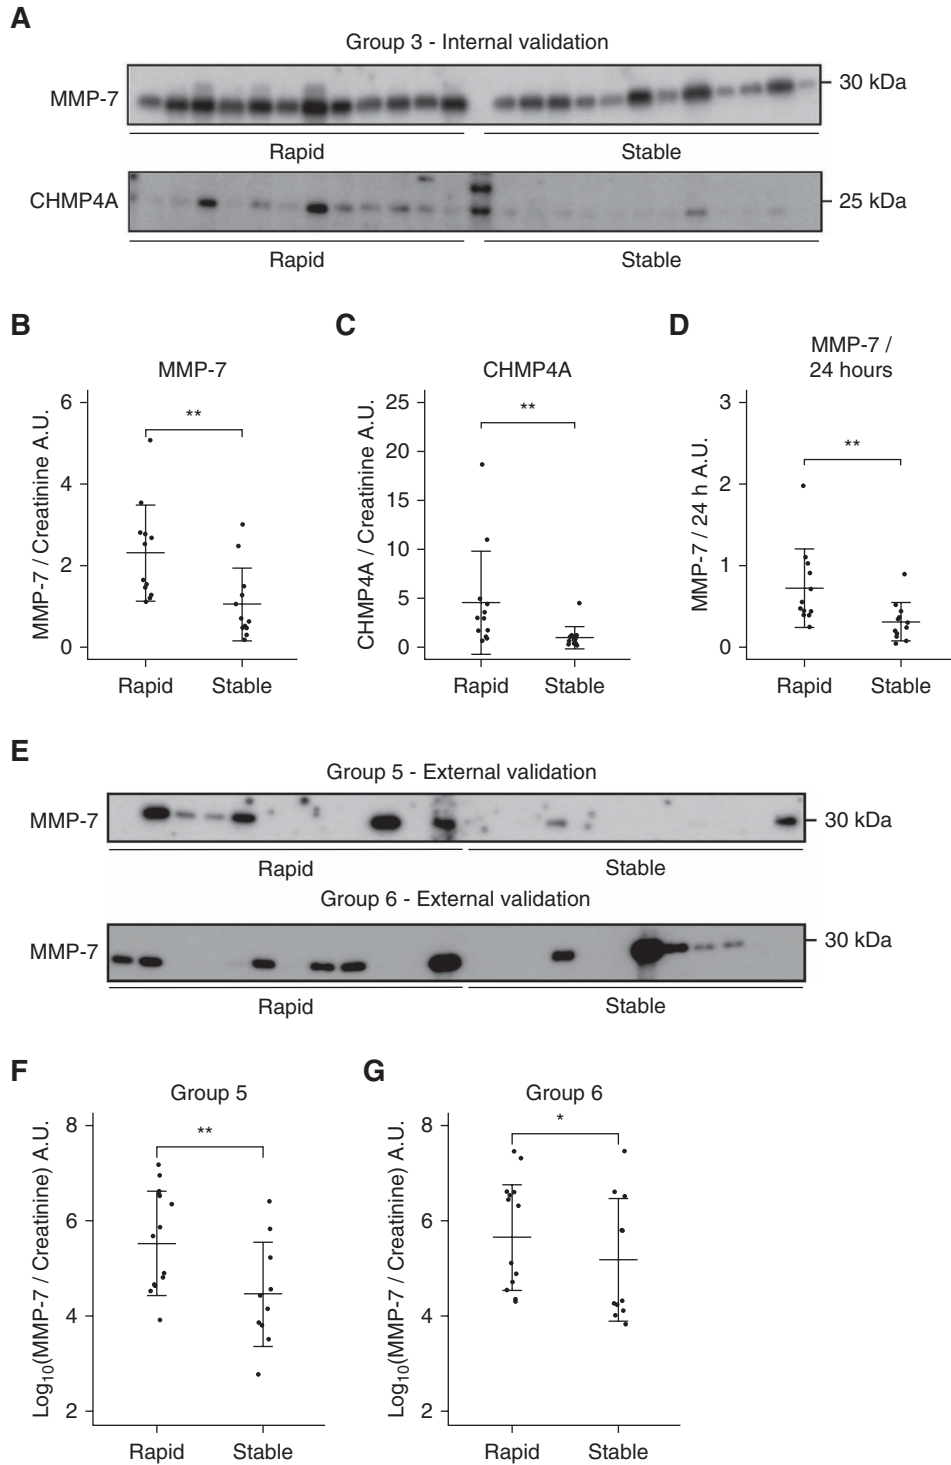 A
Group 3 - Internal validation
MMP-7
30 kDa
Rapid
Stable
CHMP4A
25 kDa
Rapid
Stable
B
MMP-7
MMP-7 / Creatinine A.U.
6
4
2
0
**
Rapid
Stable
C
CHMP4A
CHMP4A / Creatinine A.U.
25
20
15
10
5
0
**
Rapid
Stable
D
MMP-7 /
24 hours
MMP-7 / 24 h A.U.
3
2
1
0
**
Rapid
Stable
E
Group 5 - External validation
MMP-7
30 kDa
Rapid
Stable
Group 6 - External validation
MMP-7
30 kDa
Rapid
Stable
F
Group 5
Log10(MMP-7 / Creatinine) A.U.
8
6
4
2
**
Rapid
Stable
G
Group 6
Log10(MMP-7 / Creatinine) A.U.
8
6
4
2
*
Rapid
Stable